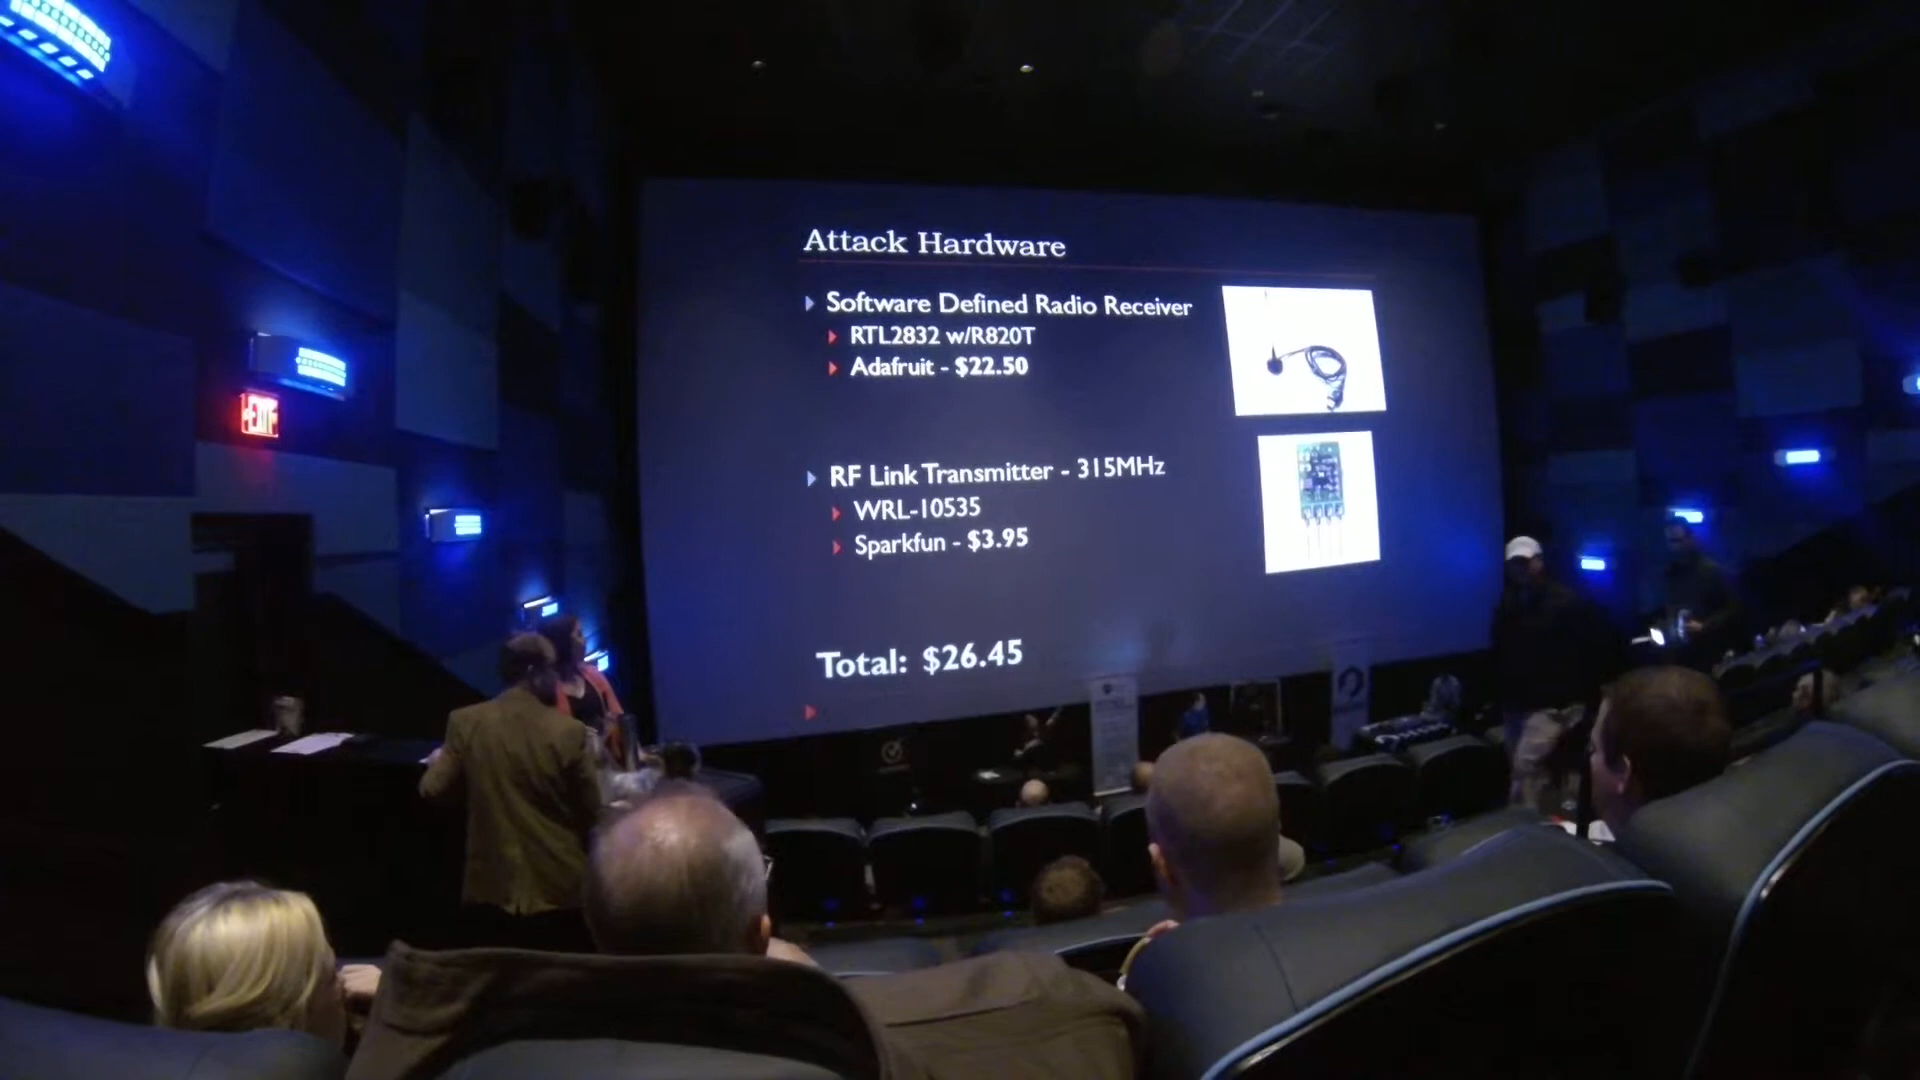 Attack Hardware
Software Defined Radio Receiver
RTL2832 w/R820T
Adafruit - $22.50
RF Link Transmitter - 315MHz
WRL-10535
Sparkfun - $3.95
Total: $26.45
EXIT